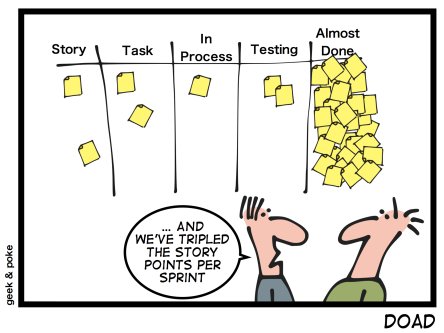 Story
Task
In
Process
Testing
Almost
Done
... AND
WE'VE TRIPLED
THE STORY
POINTS PER
SPRINT
geek & poke
DOAD